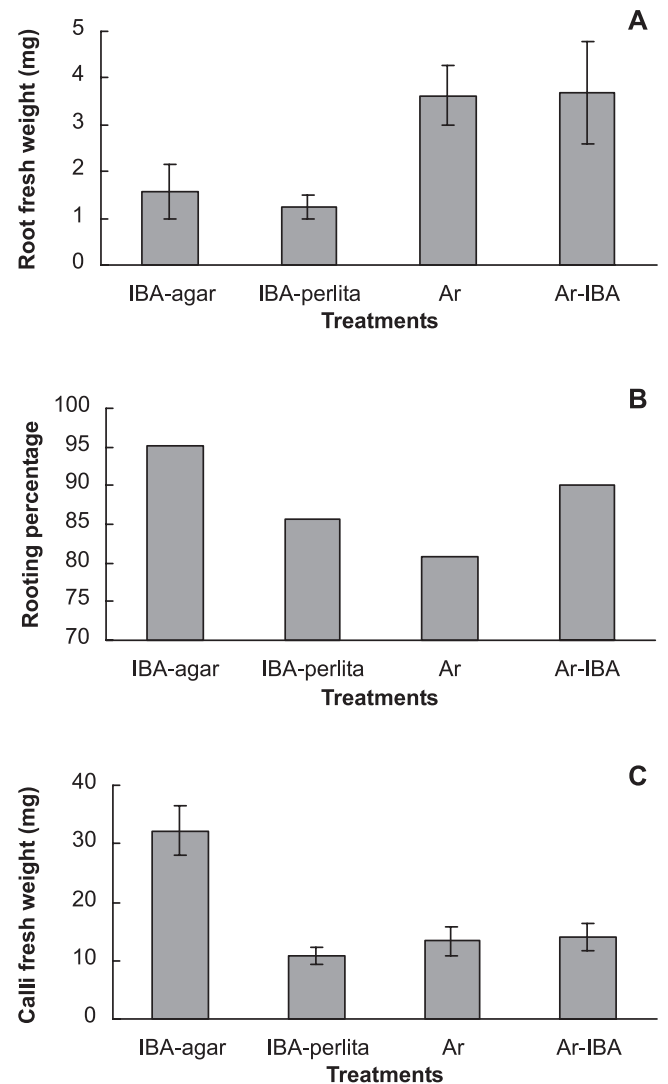 A
Root fresh weight (mg)
5
4
3
2
1
0
IBA-agar IBA-perlita Ar Ar-IBA
Treatments
B
Rooting percentage
100
95
90
85
80
75
70
IBA-agar IBA-perlita Ar Ar-IBA
Treatments
C
Calli fresh weight (mg)
40
30
20
10
0
IBA-agar IBA-perlita Ar Ar-IBA
Treatments